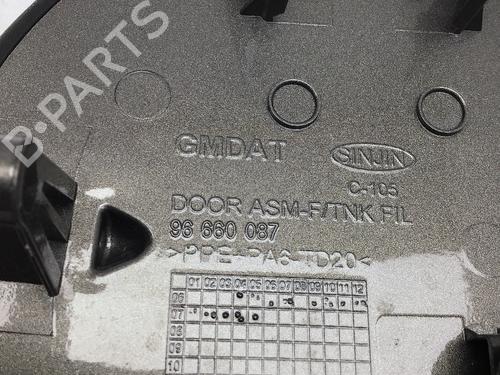 B·PARTS
GMDAT
SINJIN
C-105
DOOR ASM-F/TNK FIL
96 660 087
>PPE+PA6-TD20<
01 02 03 04 05 06 07 08 09 10 11 12
06
07
08
09
10